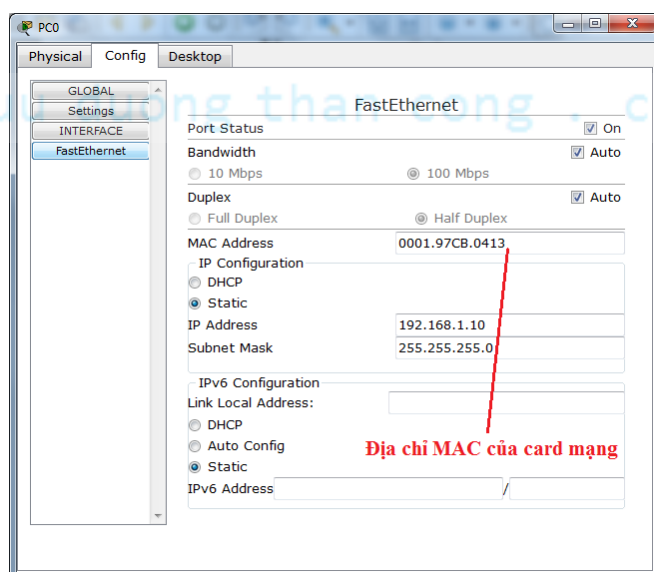 PC0
Physical Config Desktop
GLOBAL
Settings
INTERFACE
FastEthernet
FastEthernet
Port Status On
Bandwidth Auto
10 Mbps 100 Mbps
Duplex Auto
Full Duplex Half Duplex
MAC Address 0001.97CB.0413
IP Configuration
DHCP
Static
IP Address 192.168.1.10
Subnet Mask 255.255.255.0
IPv6 Configuration
Link Local Address:
DHCP
Auto Config
Static
IPv6 Address /
Địa chỉ MAC của card mạng
than cong . c